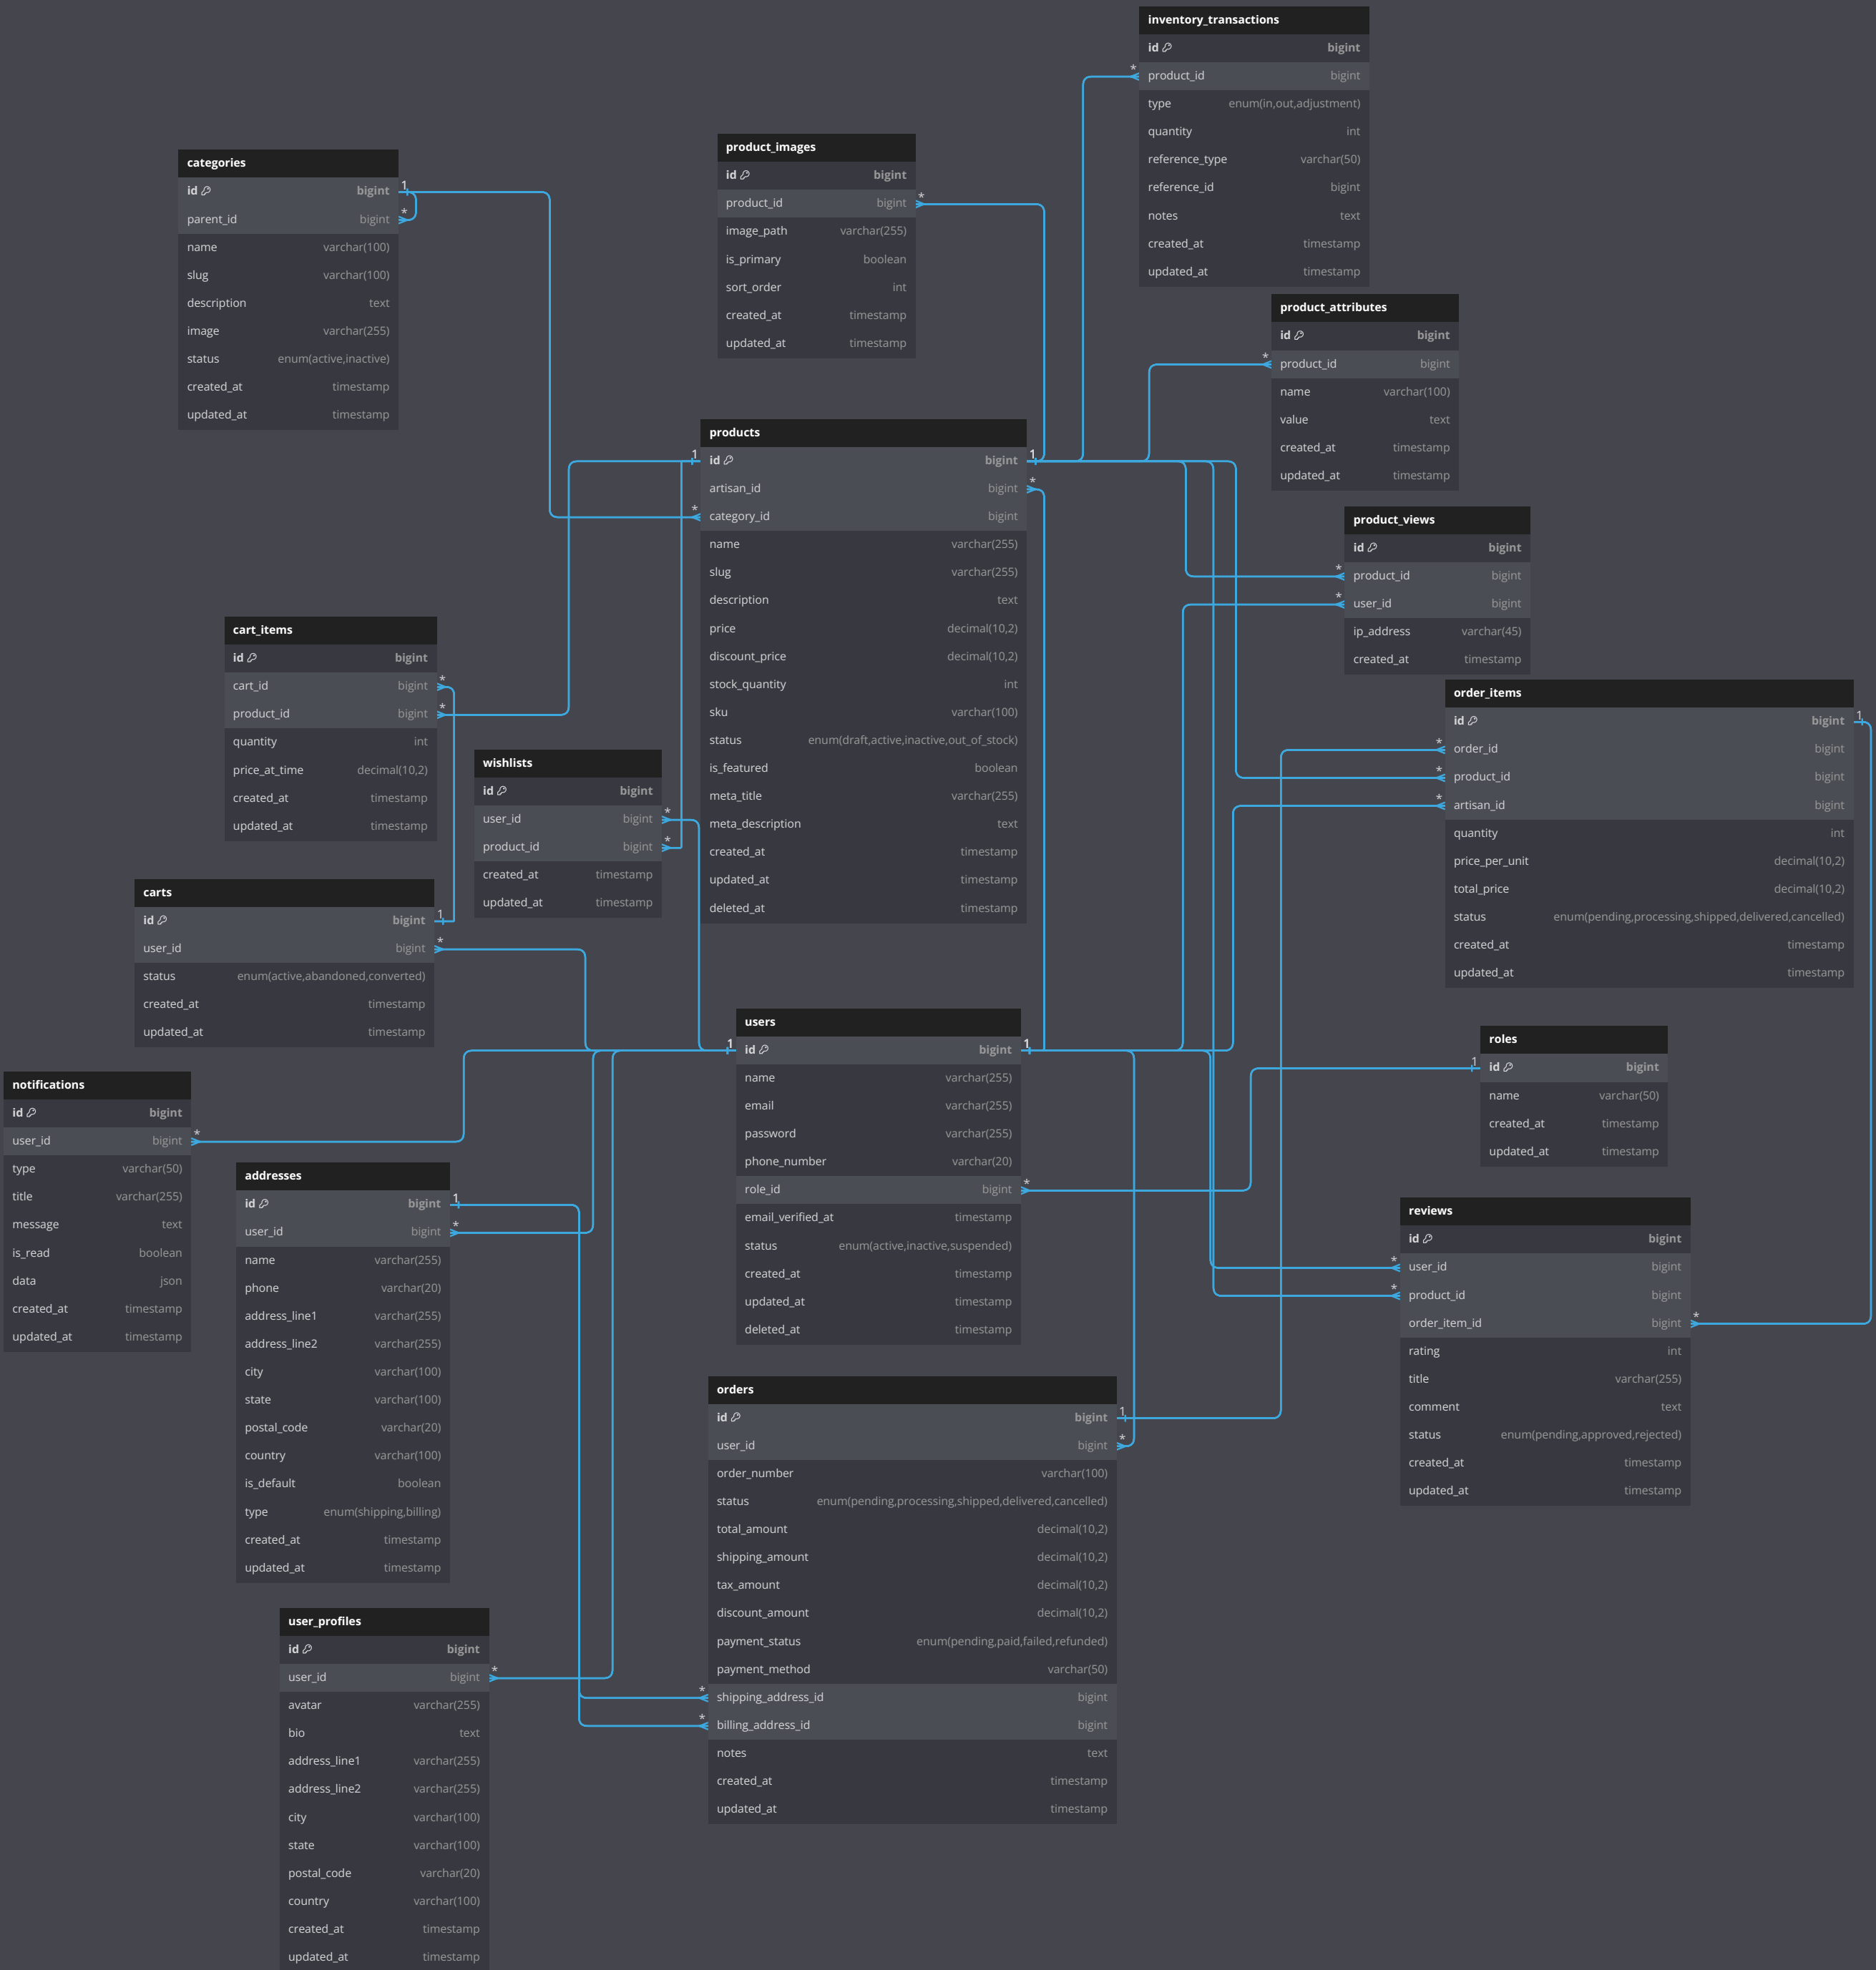 inventory_transactions
id bigint
product_id bigint
type enum(in,out,adjustment)
quantity int
reference_type varchar(50)
reference_id bigint
notes text
created_at timestamp
updated_at timestamp
product_images
id bigint
product_id bigint
image_path varchar(255)
is_primary boolean
sort_order int
created_at timestamp
updated_at timestamp
categories
id bigint
parent_id bigint
name varchar(100)
slug varchar(100)
description text
image varchar(255)
status enum(active,inactive)
created_at timestamp
updated_at timestamp
product_attributes
id bigint
product_id bigint
name varchar(100)
value text
created_at timestamp
updated_at timestamp
products
id bigint
artisan_id bigint
category_id bigint
name varchar(255)
slug varchar(255)
description text
price decimal(10,2)
discount_price decimal(10,2)
stock_quantity int
sku varchar(100)
status enum(draft,active,inactive,out_of_stock)
is_featured boolean
meta_title varchar(255)
meta_description text
created_at timestamp
updated_at timestamp
deleted_at timestamp
product_views
id bigint
product_id bigint
user_id bigint
ip_address varchar(45)
created_at timestamp
cart_items
id bigint
cart_id bigint
product_id bigint
quantity int
price_at_time decimal(10,2)
created_at timestamp
updated_at timestamp
order_items
id bigint
order_id bigint
product_id bigint
artisan_id bigint
quantity int
price_per_unit decimal(10,2)
total_price decimal(10,2)
status enum(pending,processing,shipped,delivered,cancelled)
created_at timestamp
updated_at timestamp
wishlists
id bigint
user_id bigint
product_id bigint
created_at timestamp
updated_at timestamp
carts
id bigint
user_id bigint
status enum(active,abandoned,converted)
created_at timestamp
updated_at timestamp
users
id bigint
name varchar(255)
email varchar(255)
password varchar(255)
phone_number varchar(20)
role_id bigint
email_verified_at timestamp
status enum(active,inactive,suspended)
created_at timestamp
updated_at timestamp
deleted_at timestamp
roles
id bigint
name varchar(50)
created_at timestamp
updated_at timestamp
notifications
id bigint
user_id bigint
type varchar(50)
title varchar(255)
message text
is_read boolean
data json
created_at timestamp
updated_at timestamp
addresses
id bigint
user_id bigint
name varchar(255)
phone varchar(20)
address_line1 varchar(255)
address_line2 varchar(255)
city varchar(100)
state varchar(100)
postal_code varchar(20)
country varchar(100)
is_default boolean
type enum(shipping,billing)
created_at timestamp
updated_at timestamp
reviews
id bigint
user_id bigint
product_id bigint
order_item_id bigint
rating int
title varchar(255)
comment text
status enum(pending,approved,rejected)
created_at timestamp
updated_at timestamp
orders
id bigint
user_id bigint
order_number varchar(100)
status enum(pending,processing,shipped,delivered,cancelled)
total_amount decimal(10,2)
shipping_amount decimal(10,2)
tax_amount decimal(10,2)
discount_amount decimal(10,2)
payment_status enum(pending,paid,failed,refunded)
payment_method varchar(50)
shipping_address_id bigint
billing_address_id bigint
notes text
created_at timestamp
updated_at timestamp
user_profiles
id bigint
user_id bigint
avatar varchar(255)
bio text
address_line1 varchar(255)
address_line2 varchar(255)
city varchar(100)
state varchar(100)
postal_code varchar(20)
country varchar(100)
created_at timestamp
updated_at timestamp